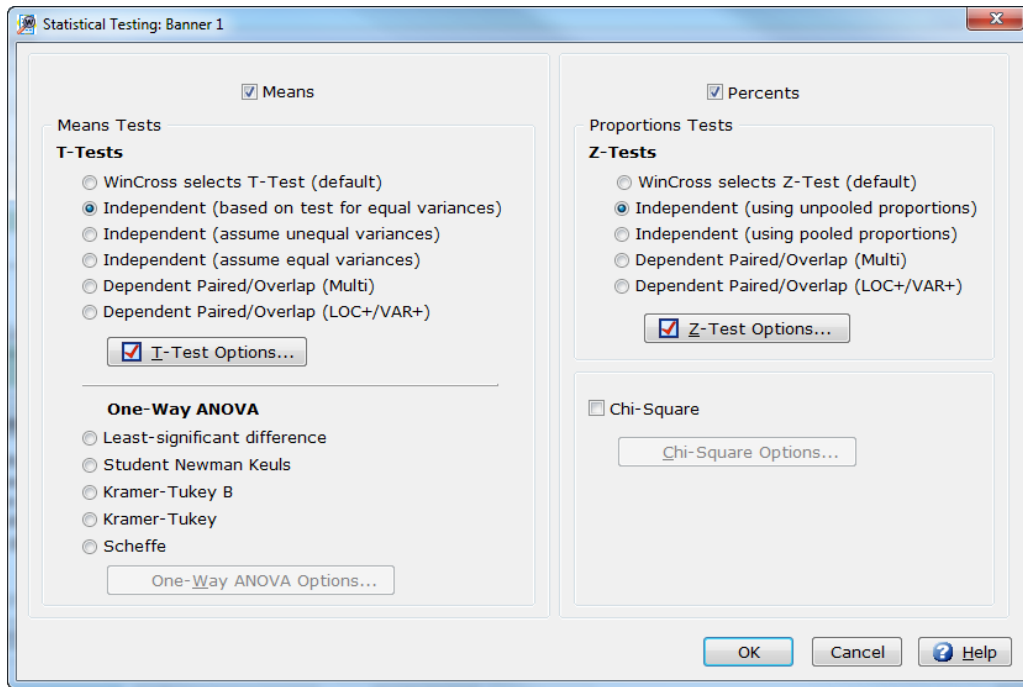 Statistical Testing: Banner 1
Means
Means Tests
T-Tests
WinCross selects T-Test (default)
Independent (based on test for equal variances)
Independent (assume unequal variances)
Independent (assume equal variances)
Dependent Paired/Overlap (Multi)
Dependent Paired/Overlap (LOC+/VAR+)
T-Test Options...
One-Way ANOVA
Least-significant difference
Student Newman Keuls
Kramer-Tukey B
Kramer-Tukey
Scheffe
One-Way ANOVA Options...
Percents
Proportions Tests
Z-Tests
WinCross selects Z-Test (default)
Independent (using unpooled proportions)
Independent (using pooled proportions)
Dependent Paired/Overlap (Multi)
Dependent Paired/Overlap (LOC+/VAR+)
Z-Test Options...
Chi-Square
Chi-Square Options...
OK
Cancel
Help